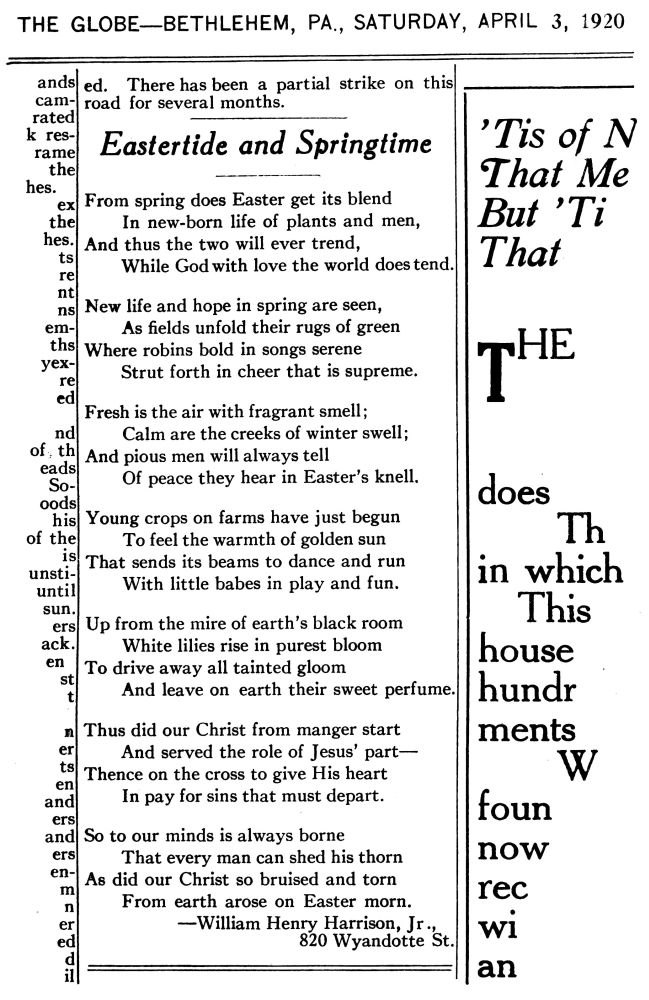 THE GLOBE—BETHLEHEM, PA., SATURDAY, APRIL 3, 1920
ands
cam-
rated
k res-
rame
the
hes.
ex
the
hes.
ts
re
nt
ns
em-
ths
yex-
re
ed
nd
of th
eads
So-
oods
his
of the
is
unsti-
until
sun.
ers
ack.
en
st
t
n
er
ts
en
and
ers
and
ers
en-
m
n
er
ed
d
il
ed. There has been a partial strike on this
road for several months.
Eastertide and Springtime
From spring does Easter get its blend
In new-born life of plants and men,
And thus the two will ever trend,
While God with love the world does tend.
New life and hope in spring are seen,
As fields unfold their rugs of green
Where robins bold in songs serene
Strut forth in cheer that is supreme.
Fresh is the air with fragrant smell;
Calm are the creeks of winter swell;
And pious men will always tell
Of peace they hear in Easter's knell.
Young crops on farms have just begun
To feel the warmth of golden sun
That sends its beams to dance and run
With little babes in play and fun.
Up from the mire of earth's black room
White lilies rise in purest bloom
To drive away all tainted gloom
And leave on earth their sweet perfume.
Thus did our Christ from manger start
And served the role of Jesus' part—
Thence on the cross to give His heart
In pay for sins that must depart.
So to our minds is always borne
That every man can shed his thorn
As did our Christ so bruised and torn
From earth arose on Easter morn.
—William Henry Harrison, Jr.,
820 Wyandotte St.
'Tis of N
That Me
But 'Ti
That
THE
does
Th
in which
This
house
hundr
ments
W
foun
now
rec
wi
an